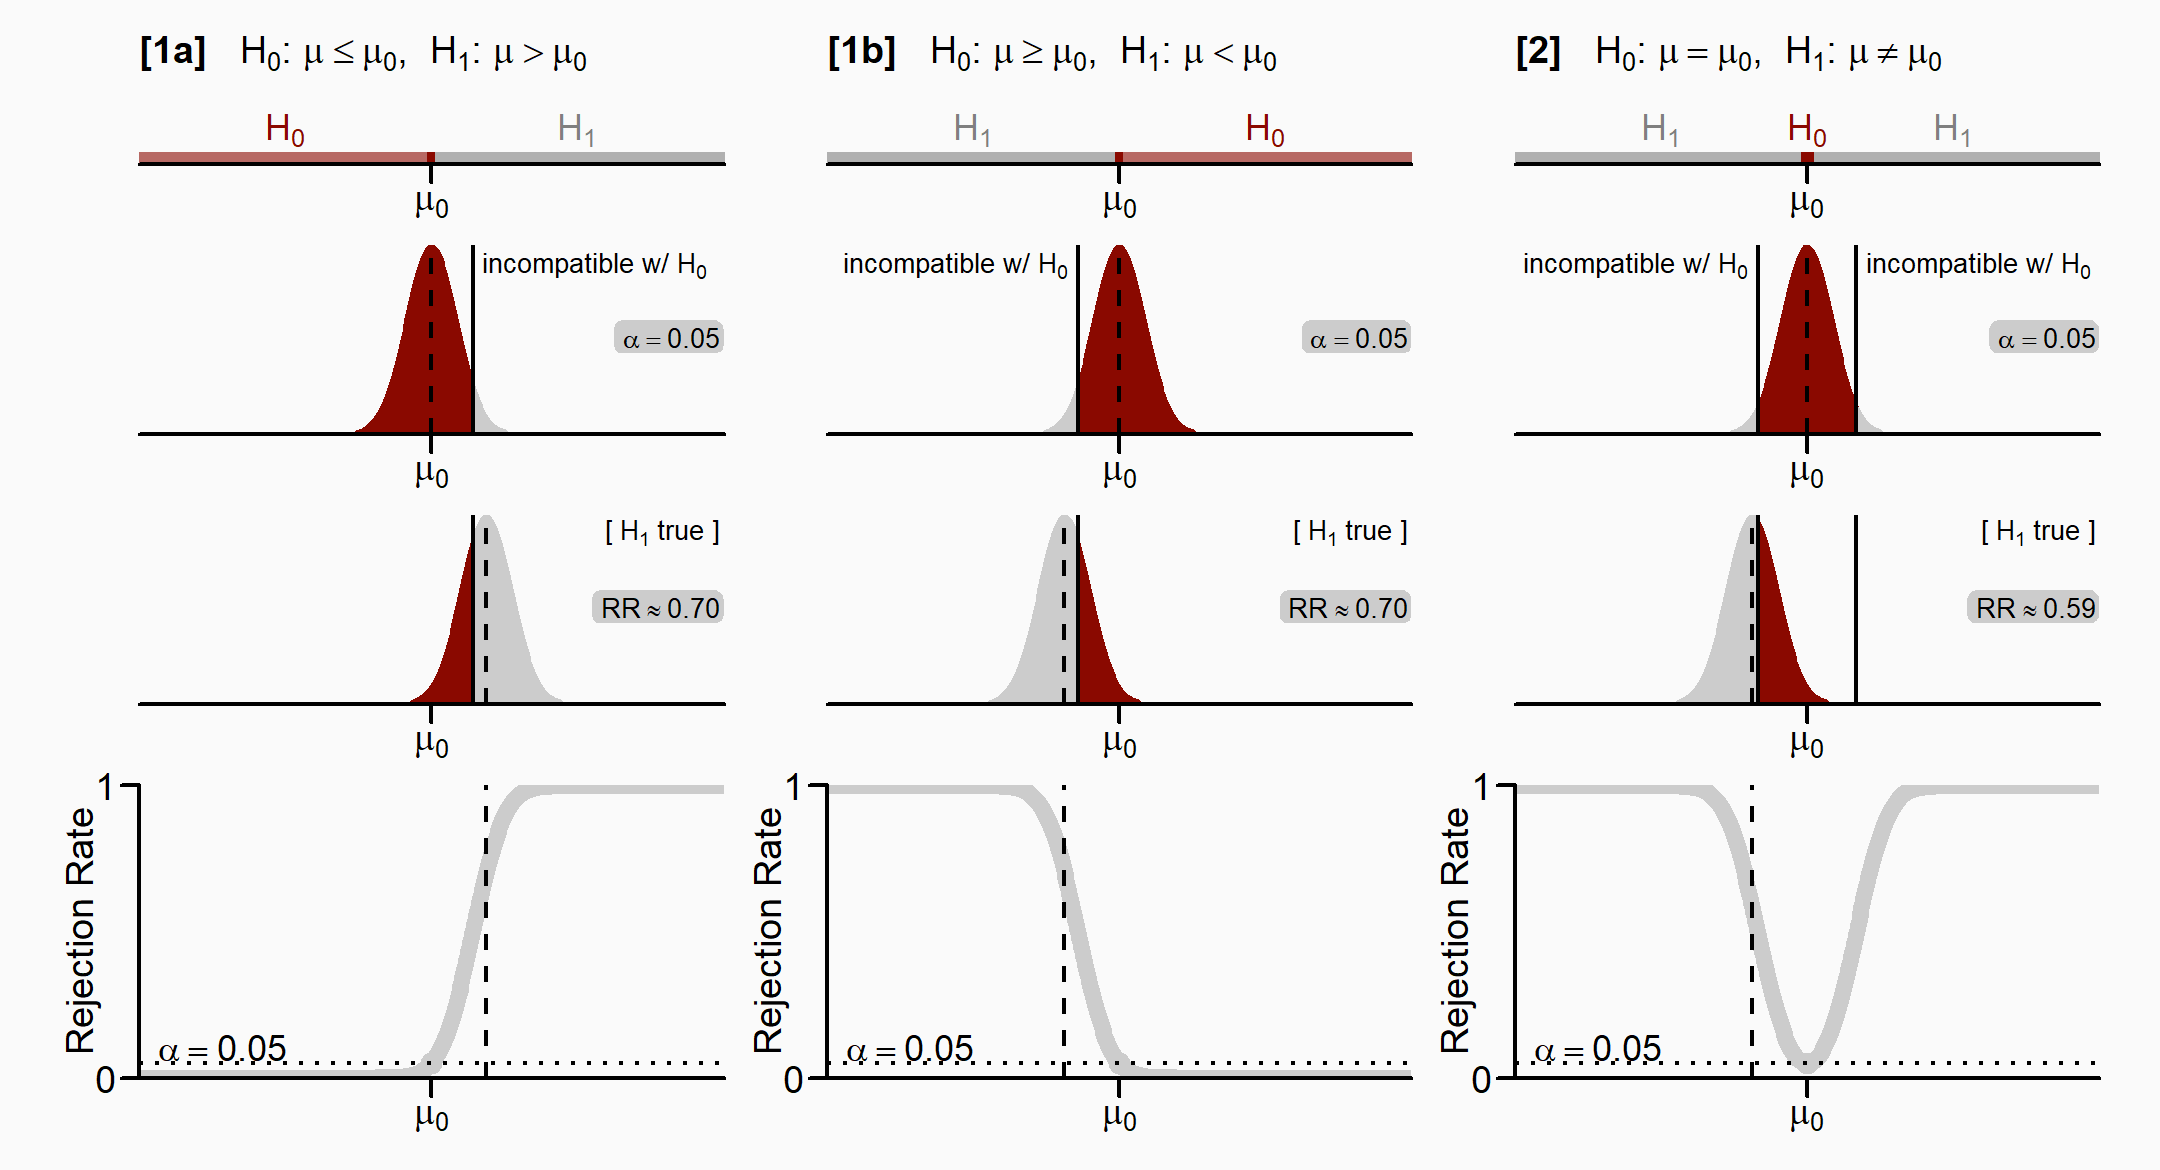 [1a] H₀: μ ≤ μ₀, H₁: μ > μ₀
H₀ H₁
μ₀
incompatible w/ H₀
α = 0.05
μ₀
[ H₁ true ]
RR ≈ 0.70
μ₀
1
Rejection Rate
α = 0.05
0
μ₀
[1b] H₀: μ ≥ μ₀, H₁: μ < μ₀
H₁ H₀
μ₀
incompatible w/ H₀
α = 0.05
μ₀
[ H₁ true ]
RR ≈ 0.70
μ₀
1
Rejection Rate
α = 0.05
0
μ₀
[2] H₀: μ = μ₀, H₁: μ ≠ μ₀
H₁ H₀ H₁
μ₀
incompatible w/ H₀ incompatible w/ H₀
α = 0.05
μ₀
[ H₁ true ]
RR ≈ 0.59
μ₀
1
Rejection Rate
α = 0.05
0
μ₀